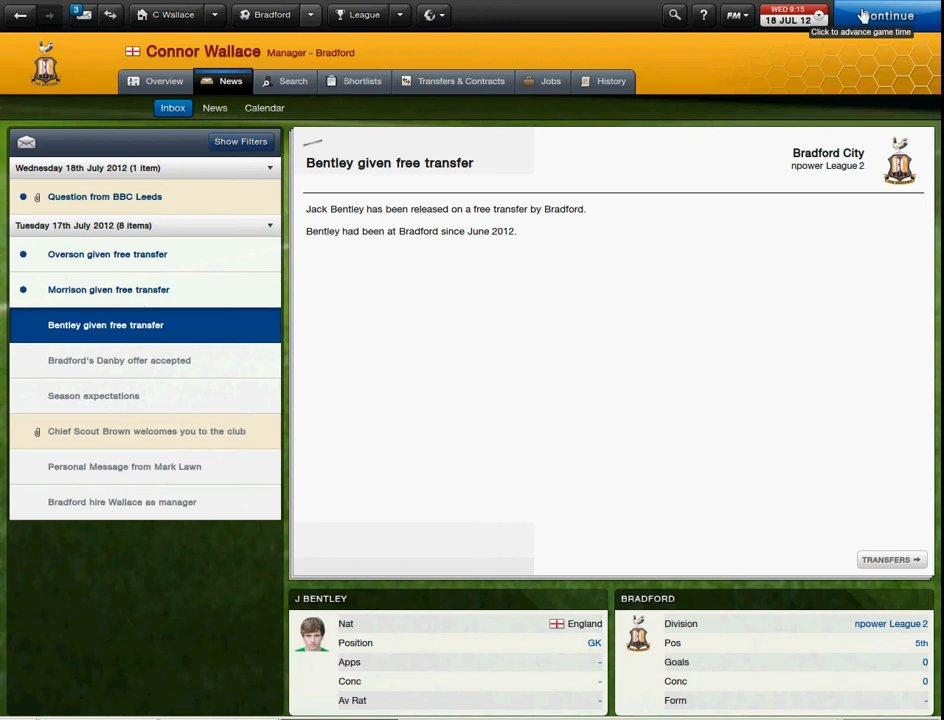 3
C Wallace
Bradford
League
?
FM
WED 9:15
18 JUL 12
Continue
Click to advance game time
Connor Wallace Manager - Bradford
Overview
News
Search
Shortlists
Transfers & Contracts
Jobs
History
Inbox
News
Calendar
Show Filters
Wednesday 18th July 2012 (1 item)
Question from BBC Leeds
Tuesday 17th July 2012 (8 items)
Overson given free transfer
Morrison given free transfer
Bentley given free transfer
Bradford's Danby offer accepted
Season expectations
Chief Scout Brown welcomes you to the club
Personal Message from Mark Lawn
Bradford hire Wallace as manager
Bentley given free transfer
Bradford City
npower League 2
Jack Bentley has been released on a free transfer by Bradford.
Bentley had been at Bradford since June 2012.
TRANSFERS
J BENTLEY
Nat England
Position GK
Apps -
Conc -
Av Rat -
BRADFORD
Division npower League 2
Pos 5th
Goals 0
Conc 0
Form -